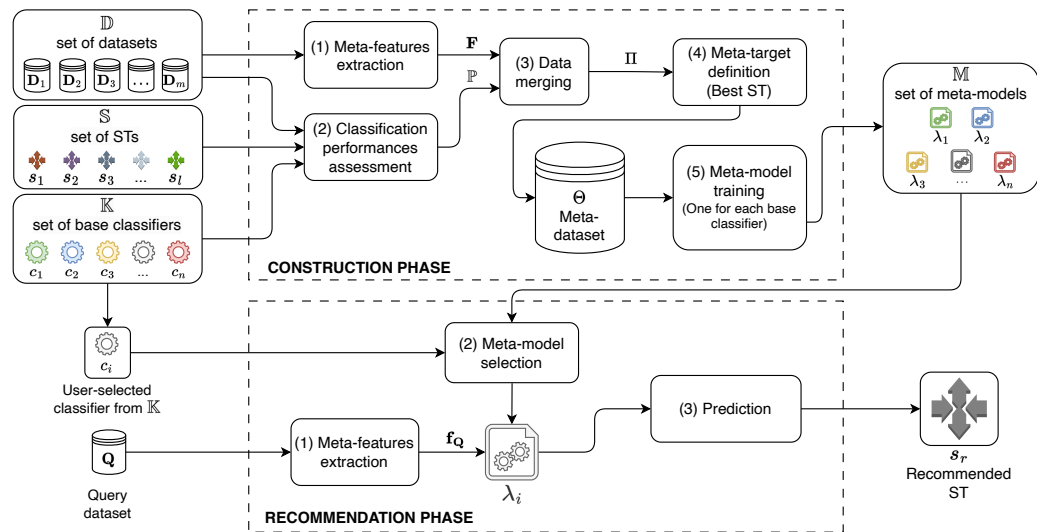 𝔻
set of datasets
D₁ D₂ D₃ ... Dₘ
𝕊
set of STs
s₁ s₂ s₃ ... sₗ
𝕂
set of base classifiers
c₁ c₂ c₃ ... cₙ
(1) Meta-features
extraction
F
ℙ
(2) Classification
performances
assessment
(3) Data
merging
Π
(4) Meta-target
definition
(Best ST)
Θ
Meta-
dataset
(5) Meta-model
training
(One for each base
classifier)
CONSTRUCTION PHASE
𝕄
set of meta-models
λ₁ λ₂
λ₃ ... λₙ
cᵢ
User-selected
classifier from 𝕂
Q
Query
dataset
(1) Meta-features
extraction
f_Q
(2) Meta-model
selection
λᵢ
(3) Prediction
RECOMMENDATION PHASE
sᵣ
Recommended
ST